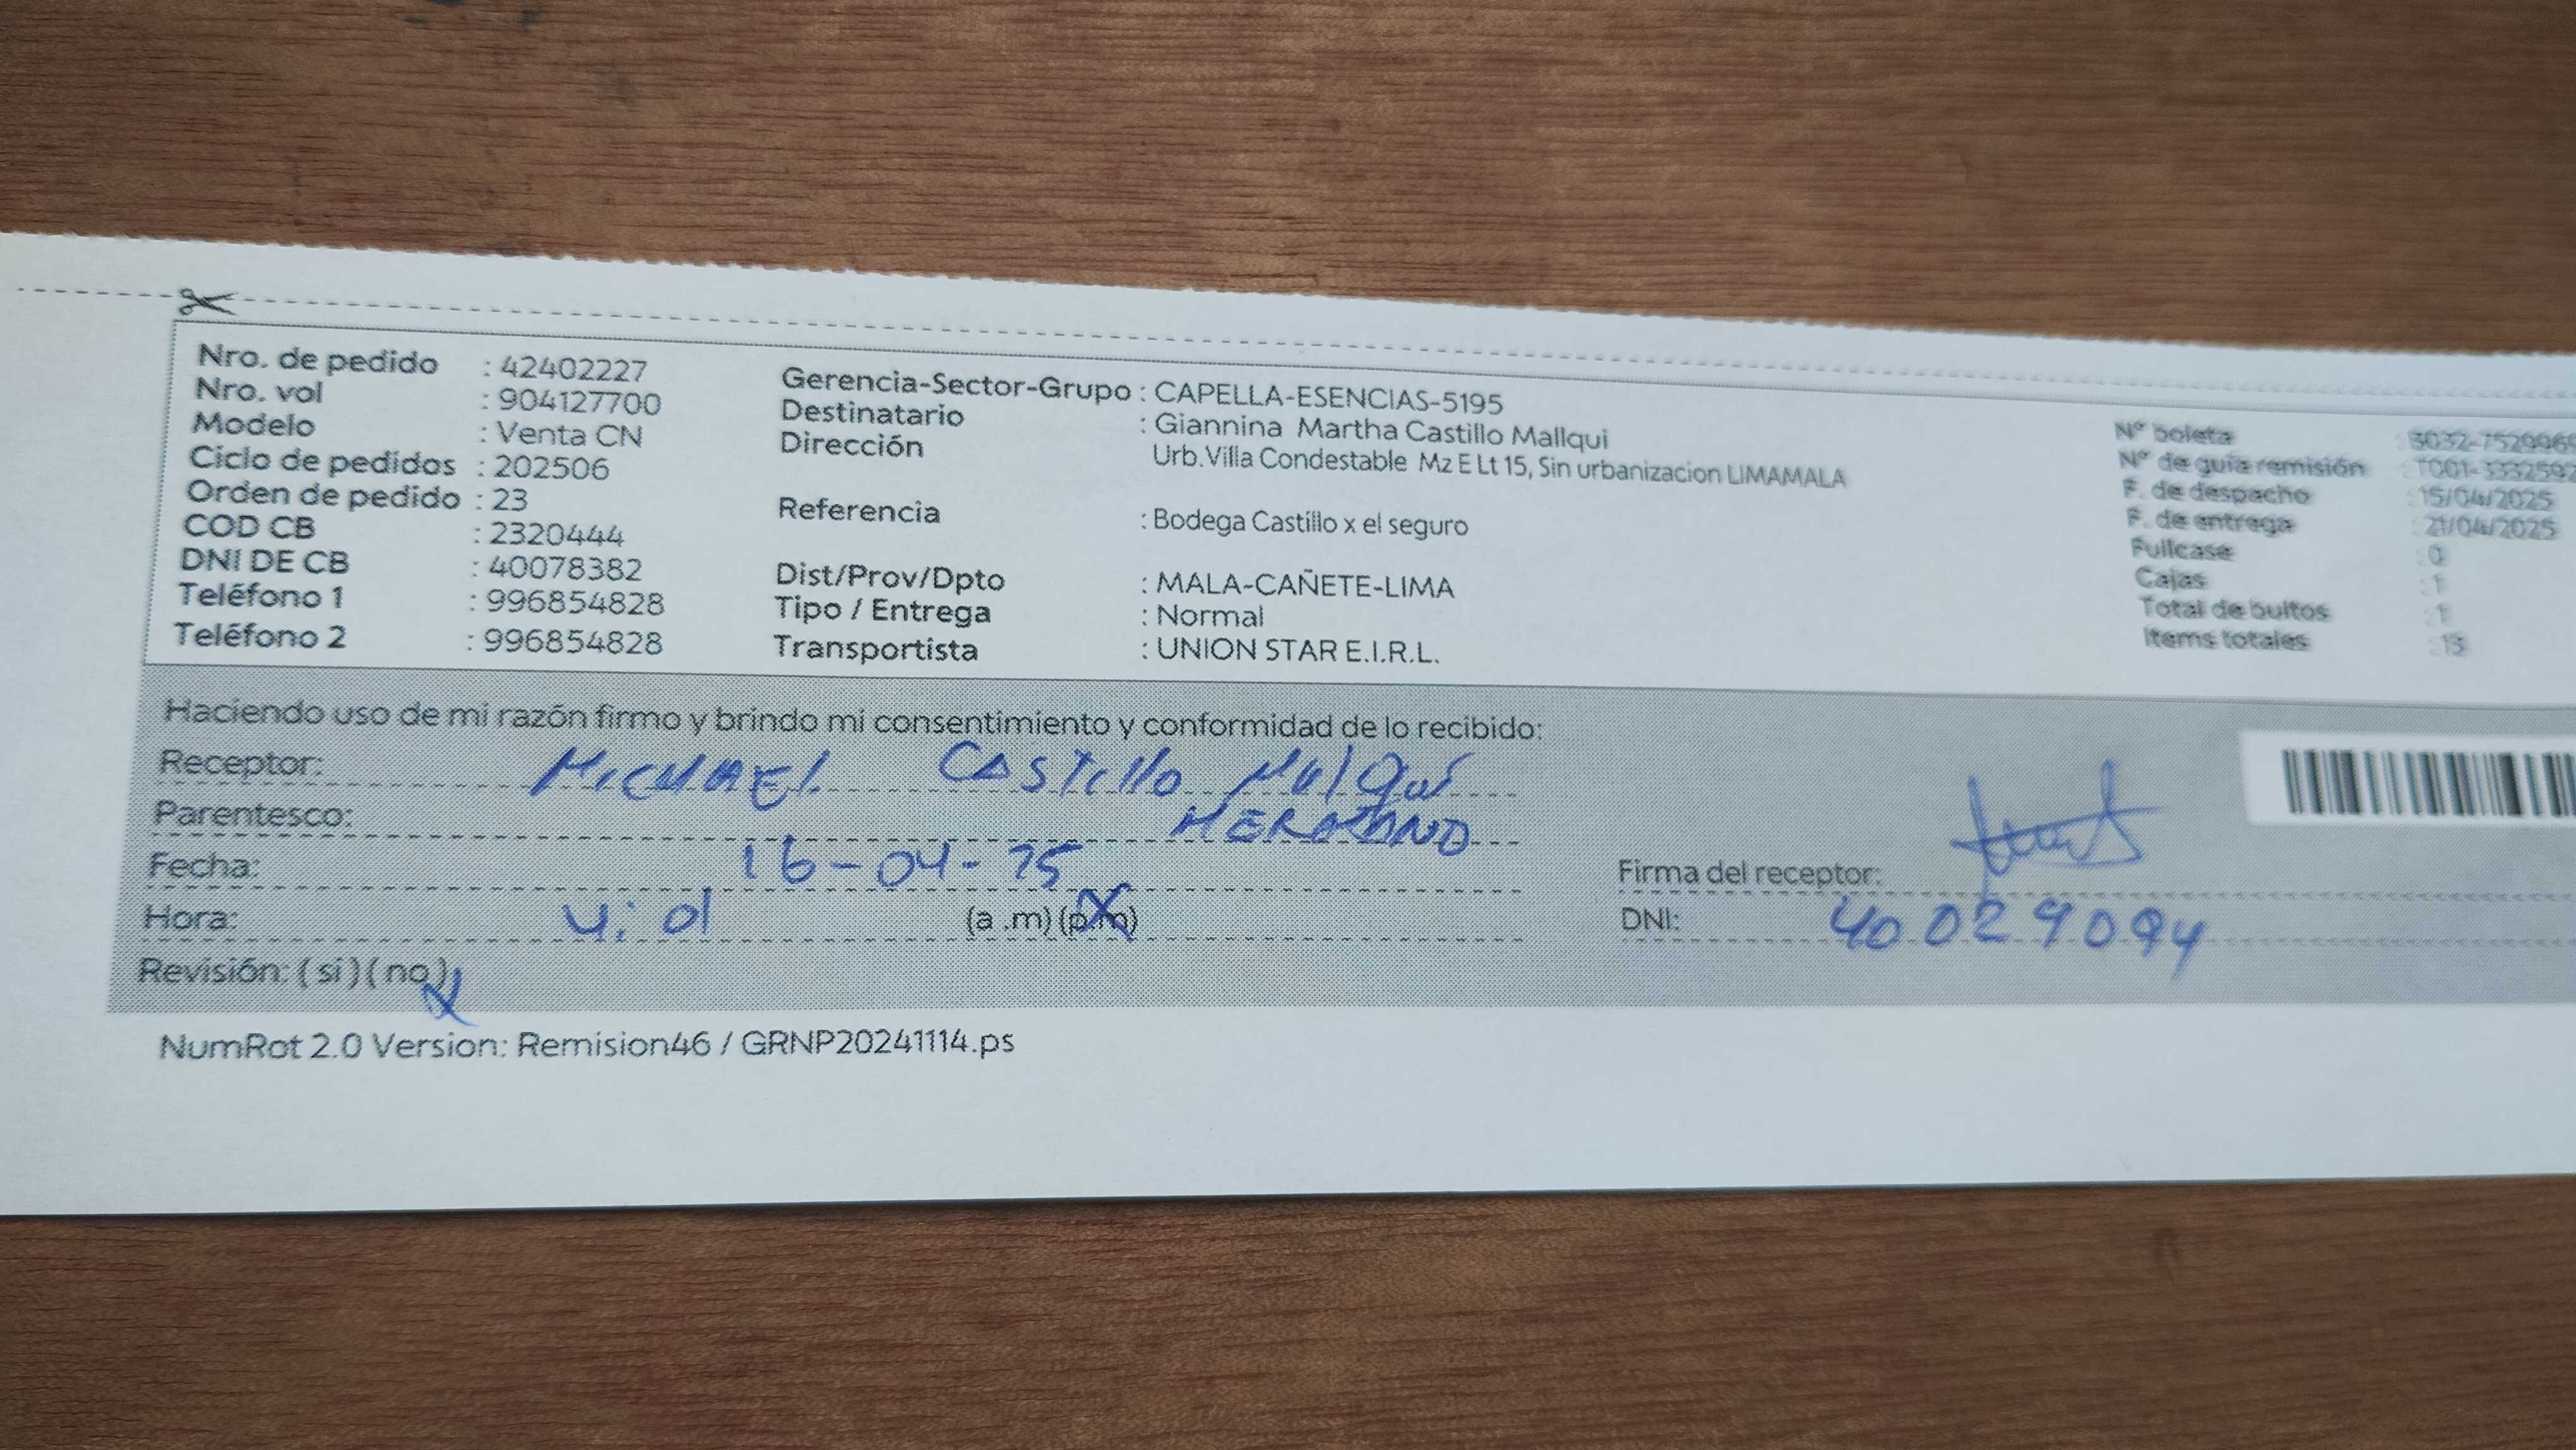 Nro. de pedido : 42402227
Nro. vol : 904127700
Modelo : Venta CN
Ciclo de pedidos : 202506
Orden de pedido : 23
COD CB : 2320444
DNI DE CB : 40078382
Teléfono 1 : 996854828
Teléfono 2 : 996854828
Gerencia-Sector-Grupo : CAPELLA-ESENCIAS-5195
Destinatario : Giannina Martha Castillo Mallqui
Dirección Urb.Villa Condestable Mz E Lt 15, Sin urbanizacion LIMAMALA
Referencia : Bodega Castillo x el seguro
Dist/Prov/Dpto : MALA-CAÑETE-LIMA
Tipo / Entrega : Normal
Transportista : UNION STAR E.I.R.L.
Nº boleta
Nº de guía remisión
F. de despacho : 15/04/2025
F. de entrega : 21/04/2025
Fullcase : 0
Cajas : 1
Total de bultos : 1
Items totales
Haciendo uso de mi razón firmo y brindo mi consentimiento y conformidad de lo recibido:
Receptor: MICHAEL CASTILLO
Parentesco: HERMANO
Fecha: 16-04-25
Hora: 4:01 (a .m) (p.m)
Revisión: ( si ) ( no )
Firma del receptor:
DNI: 40029094
NumRot 2.0 Version: Remision46 / GRNP20241114.ps